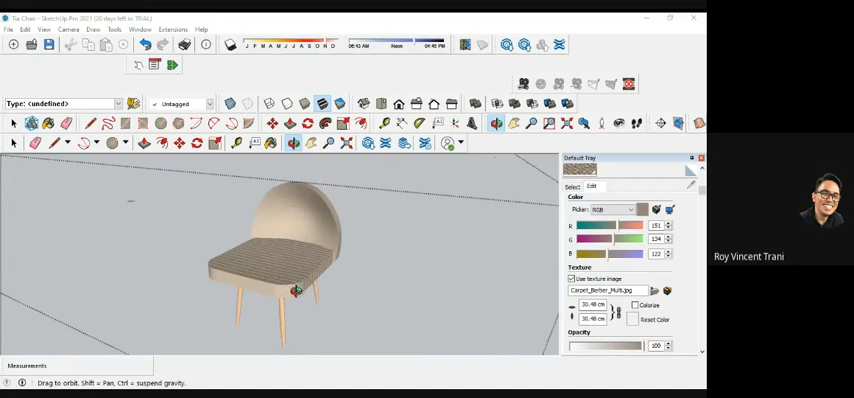 Tia Chair - SketchUp Pro 2021 (20 days left in TRIAL)
File Edit View Camera Draw Tools Window Extensions Help
J F M A M J J A S O N D
06:43 AM Noon 04:46 PM
Type: <undefined>
Untagged
Default Tray
Select Edit
Color
Picker: RGB
R 151
G 134
B 122
Texture
Use texture image
Carpet_Berber_Multi.jpg
30.48 cm
Colorize
30.48 cm
Reset Color
Opacity
100
Measurements
Drag to orbit. Shift = Pan, Ctrl = suspend gravity.
Roy Vincent Trani